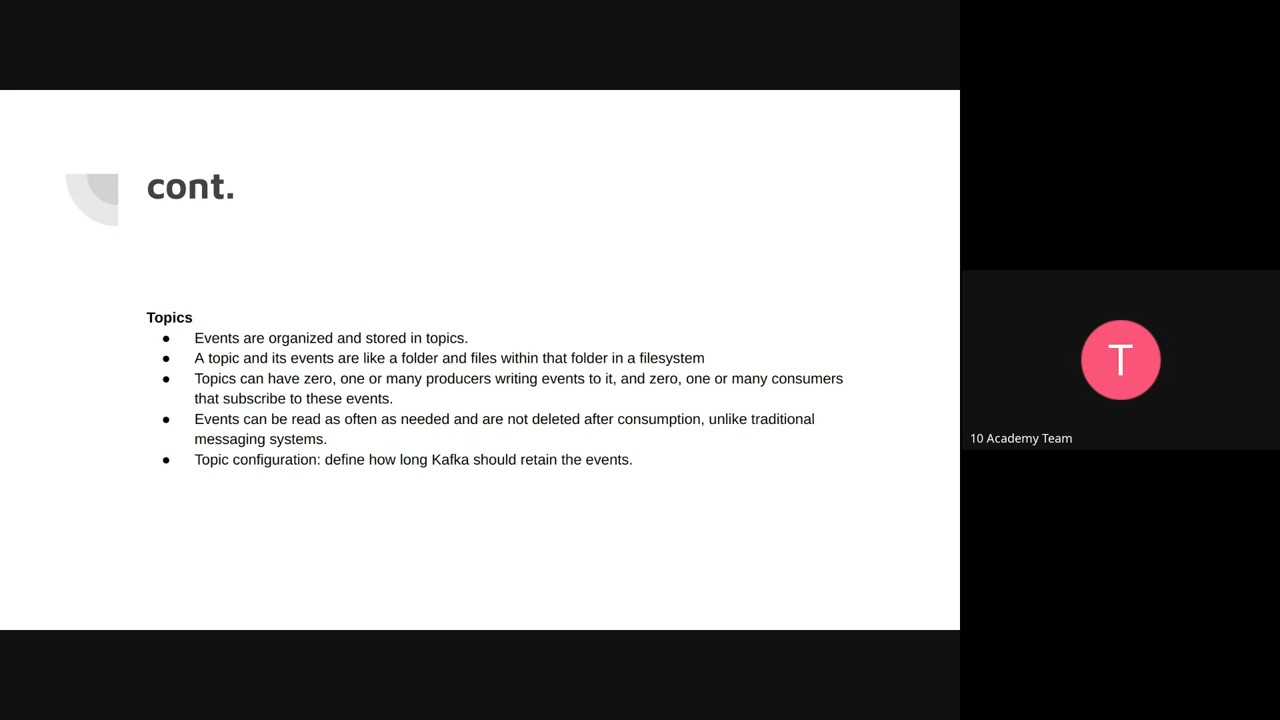 cont.
Topics
● Events are organized and stored in topics.
● A topic and its events are like a folder and files within that folder in a filesystem
● Topics can have zero, one or many producers writing events to it, and zero, one or many consumers
that subscribe to these events.
● Events can be read as often as needed and are not deleted after consumption, unlike traditional
messaging systems.
● Topic configuration: define how long Kafka should retain the events.
T
10 Academy Team